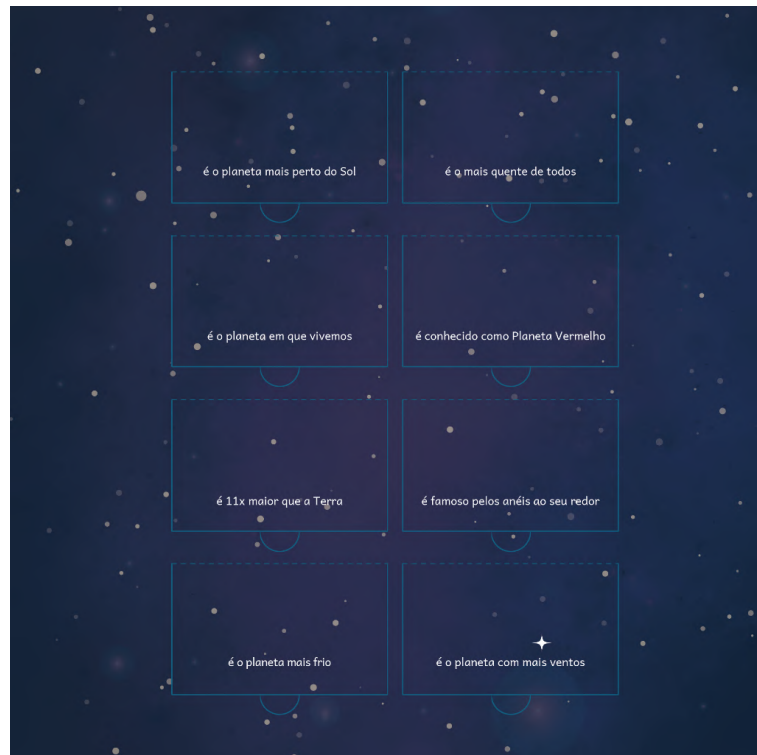 é o planeta mais perto do Sol
é o mais quente de todos
é o planeta em que vivemos
é conhecido como Planeta Vermelho
é 11x maior que a Terra
é famoso pelos anéis ao seu redor
é o planeta mais frio
é o planeta com mais ventos